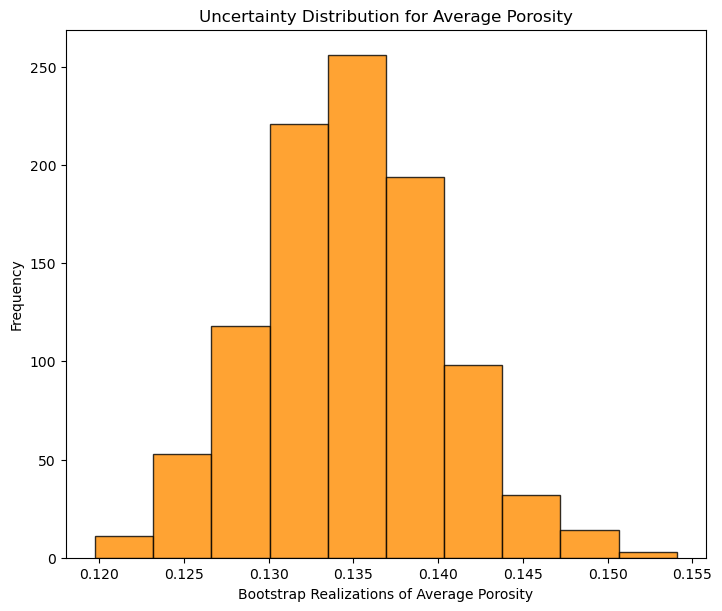 Uncertainty Distribution for Average Porosity
250
200
150
100
50
0
Frequency
0.120 0.125 0.130 0.135 0.140 0.145 0.150 0.155
Bootstrap Realizations of Average Porosity